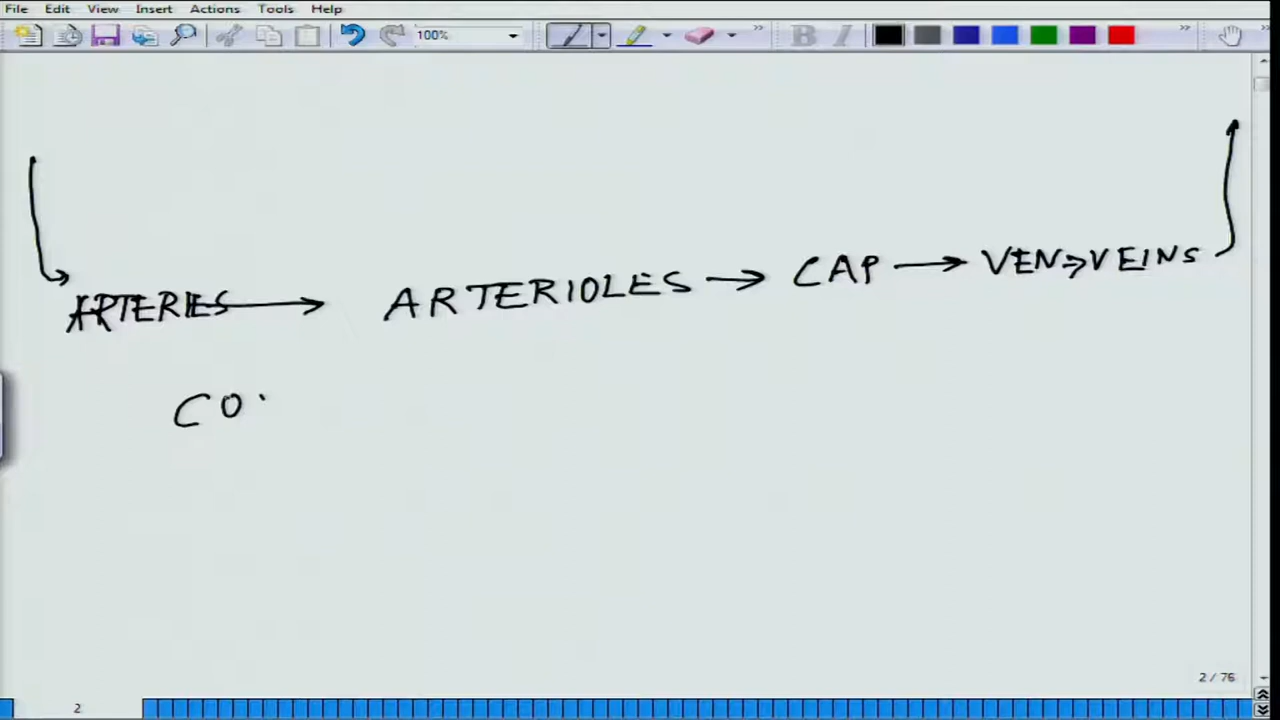 File Edit View Insert Actions Tools Help
100%
B I
ARTERIES → ARTERIOLES → CAP → VEN → VEINS
CO
2 / 76
2